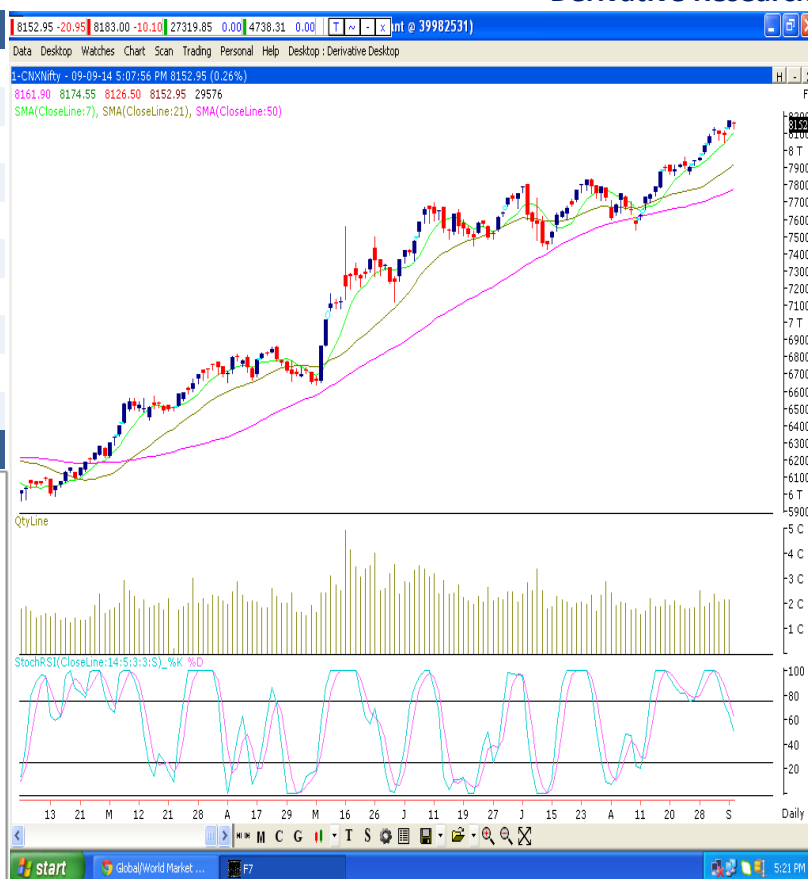 8152.95 -20.95 8183.00 -10.10 27319.85 0.00 4738.31 0.00 T ~ - x nt @ 39982531)
Data Desktop Watches Chart Scan Trading Personal Help Desktop : Derivative Desktop
1-CNXNifty - 09-09-14 5:07:56 PM 8152.95 (0.26%) H -
8161.90 8174.55 8126.50 8152.95 29576 F
SMA(CloseLine:7), SMA(CloseLine:21), SMA(CloseLine:50)
8152
8 T
7900
7800
7700
7600
7500
7400
7300
7200
7100
7 T
6900
6800
6700
6600
6500
6400
6300
6200
6100
6 T
5900
QtyLine
5 C
4 C
3 C
2 C
1 C
StochRSI(CloseLine:14:5:3:3:S)_%K %D
100
80
60
40
20
13 21 M 12 21 28 A 17 29 M 16 26 J 11 19 27 J 15 23 A 11 20 28 S Daily
M C G T S
start Global/World Market ... F7 5:21 PM